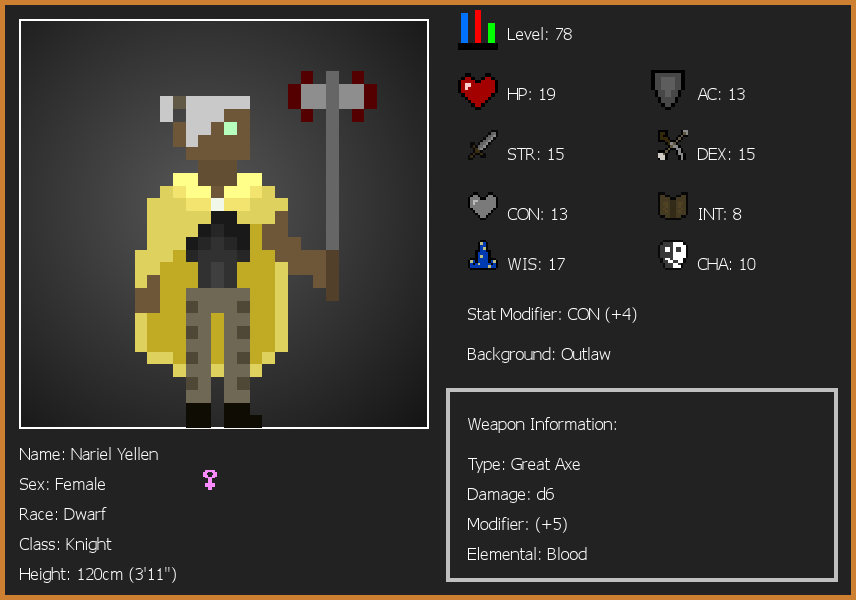 Level: 78
HP: 19
AC: 13
STR: 15
DEX: 15
CON: 13
INT: 8
WIS: 17
CHA: 10
Stat Modifier: CON (+4)
Background: Outlaw
Weapon Information:
Type: Great Axe
Damage: d6
Modifier: (+5)
Elemental: Blood
Name: Nariel Yellen
Sex: Female
Race: Dwarf
Class: Knight
Height: 120cm (3'11")